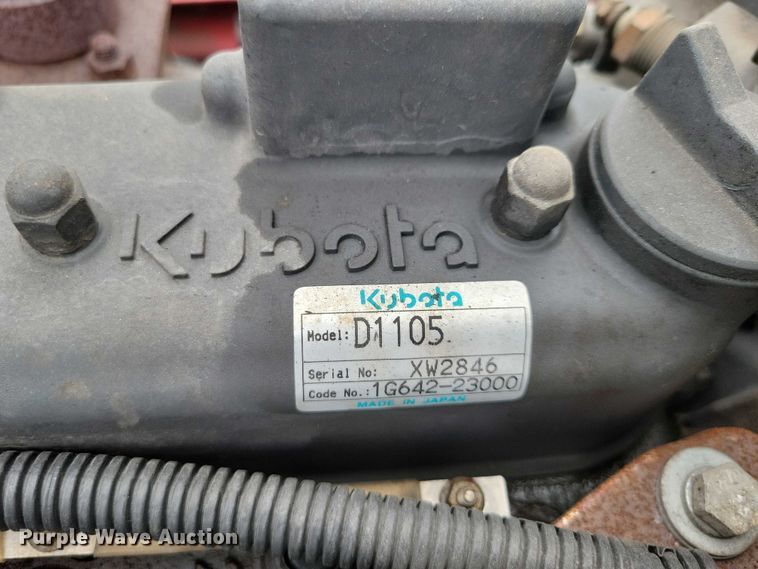 Kubota
Kubota
Model: D1105
Serial No: XW2846
Code No.: 1G642-23000
MADE IN JAPAN
Purple Wave Auction